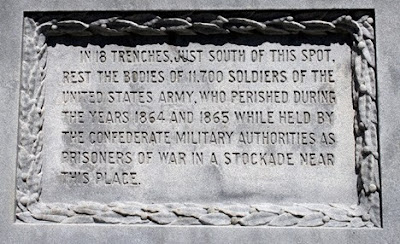 IN 18 TRENCHES, JUST SOUTH OF THIS SPOT,
REST THE BODIES OF 11,700 SOLDIERS OF THE
UNITED STATES ARMY, WHO PERISHED DURING
THE YEARS 1864 AND 1865 WHILE HELD BY
THE CONFEDERATE MILITARY AUTHORITIES AS
PRISONERS OF WAR IN A STOCKADE NEAR
THIS PLACE.